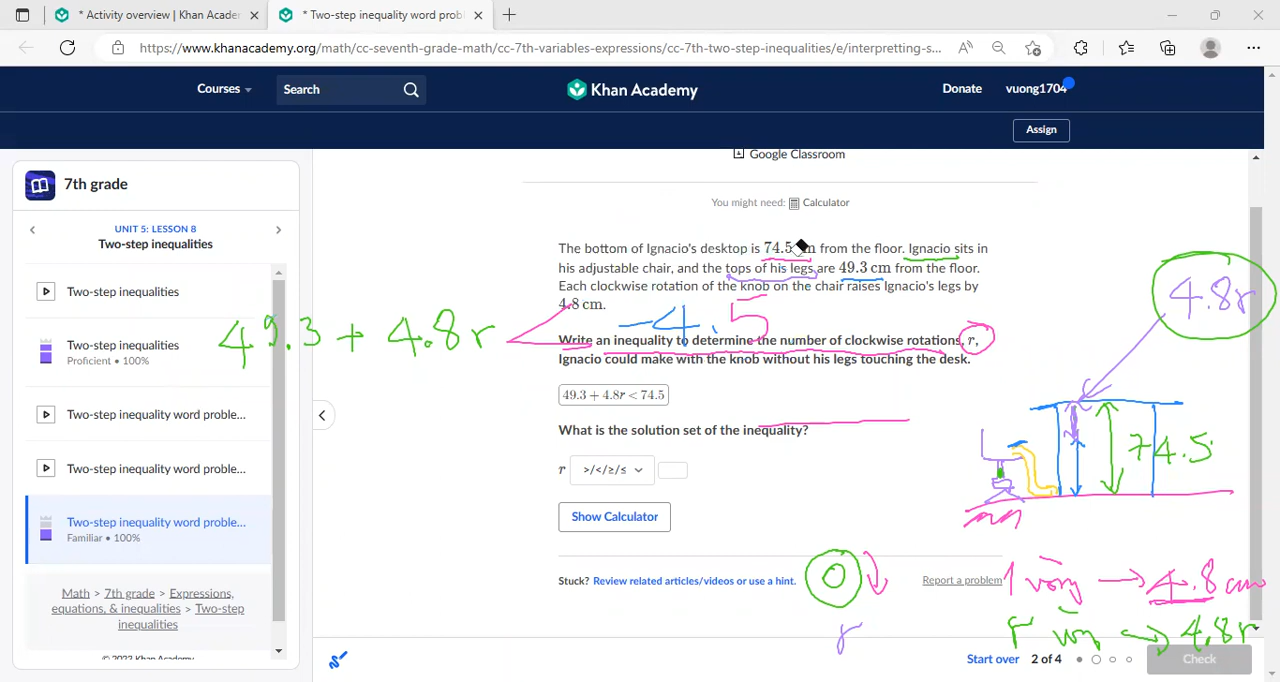 * Activity overview | Khan Acader
* Two-step inequality word probl
https://www.khanacademy.org/math/cc-seventh-grade-math/cc-7th-variables-expressions/cc-7th-two-step-inequalities/e/interpretting-s...
Courses
Search
Khan Academy
Donate
vuong1704
Assign
7th grade
UNIT 5: LESSON 8
Two-step inequalities
Two-step inequalities
Two-step inequalities
Proficient • 100%
Two-step inequality word proble...
Two-step inequality word proble...
Two-step inequality word proble...
Familiar • 100%
Math > 7th grade > Expressions,
equations, & inequalities > Two-step
inequalities
© 2023 Khan Academy
Google Classroom
You might need: Calculator
The bottom of Ignacio's desktop is 74.5 cm from the floor. Ignacio sits in
his adjustable chair, and the tops of his legs are 49.3 cm from the floor.
Each clockwise rotation of the knob on the chair raises Ignacio's legs by
4.8 cm.
49.3 + 4.8r < 74.5
Write an inequality to determine the number of clockwise rotations, r,
Ignacio could make with the knob without his legs touching the desk.
49.3 + 4.8r < 74.5
What is the solution set of the inequality?
r >/</≥/≤
Show Calculator
Stuck? Review related articles/videos or use a hint.
Report a problem
4.8r
74.5
r
1 vòng → 4.8 cm
r vòng → 4.8r
Start over
2 of 4
Check